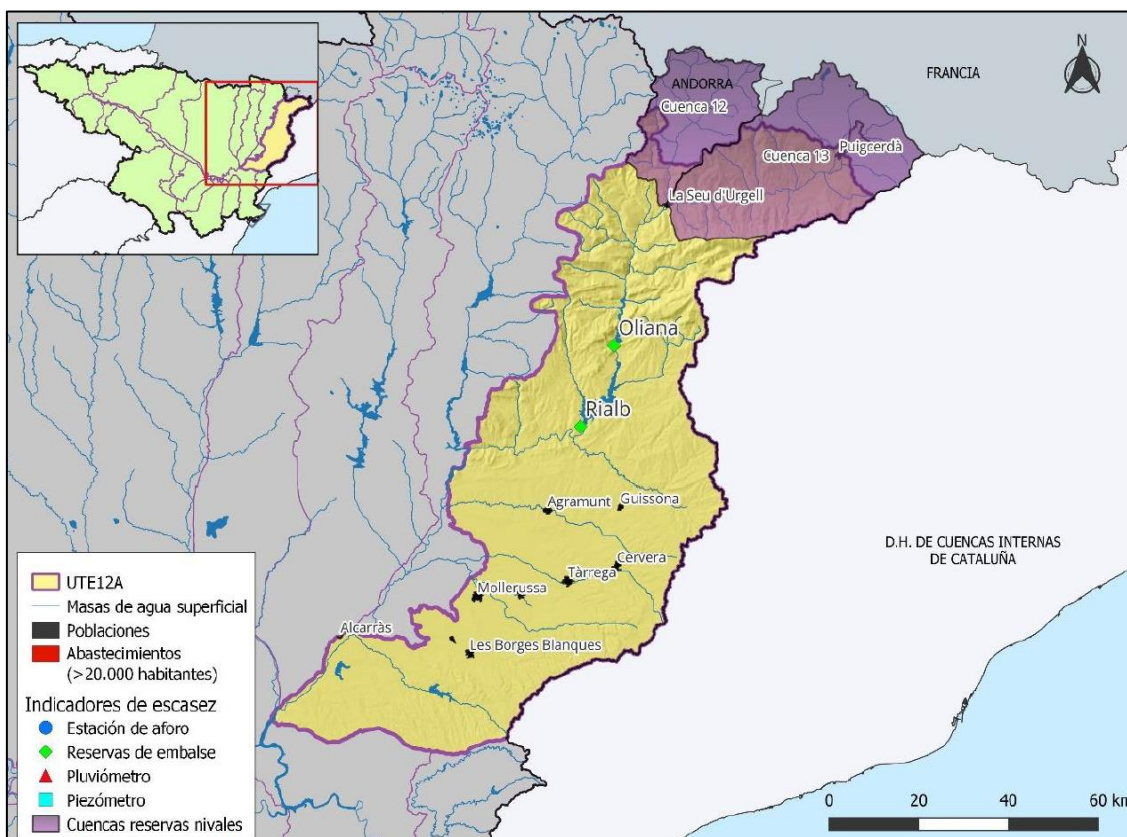 N
ANDORRA
FRANCIA
Cuenca 12
Cuenca 13
Puigcerdà
La Seu d'Urgell
Oliana
Rialb
Agramunt
Guissona
D.H. DE CUENCAS INTERNAS
DE CATALUÑA
Cervera
Tàrrega
Mollerussa
Alcarràs
Les Borges Blanques
UTE12A
Masas de agua superficial
Poblaciones
Abastecimientos
(>20.000 habitantes)
Indicadores de escasez
Estación de aforo
Reservas de embalse
Pluviómetro
Piezómetro
Cuencas reservas nivales
0 20 40 60 km